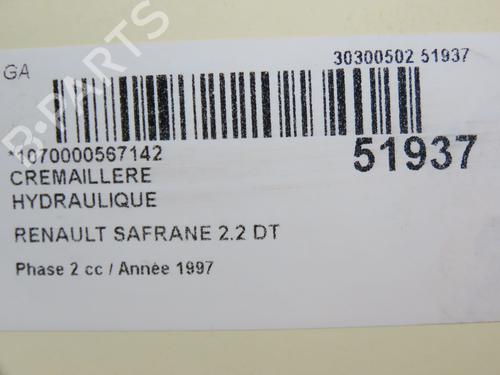 GA
30300502 51937
*1070000567142
51937
CREMAILLERE
HYDRAULIQUE
RENAULT SAFRANE 2.2 DT
Phase 2 cc / Année 1997
B-PARTS